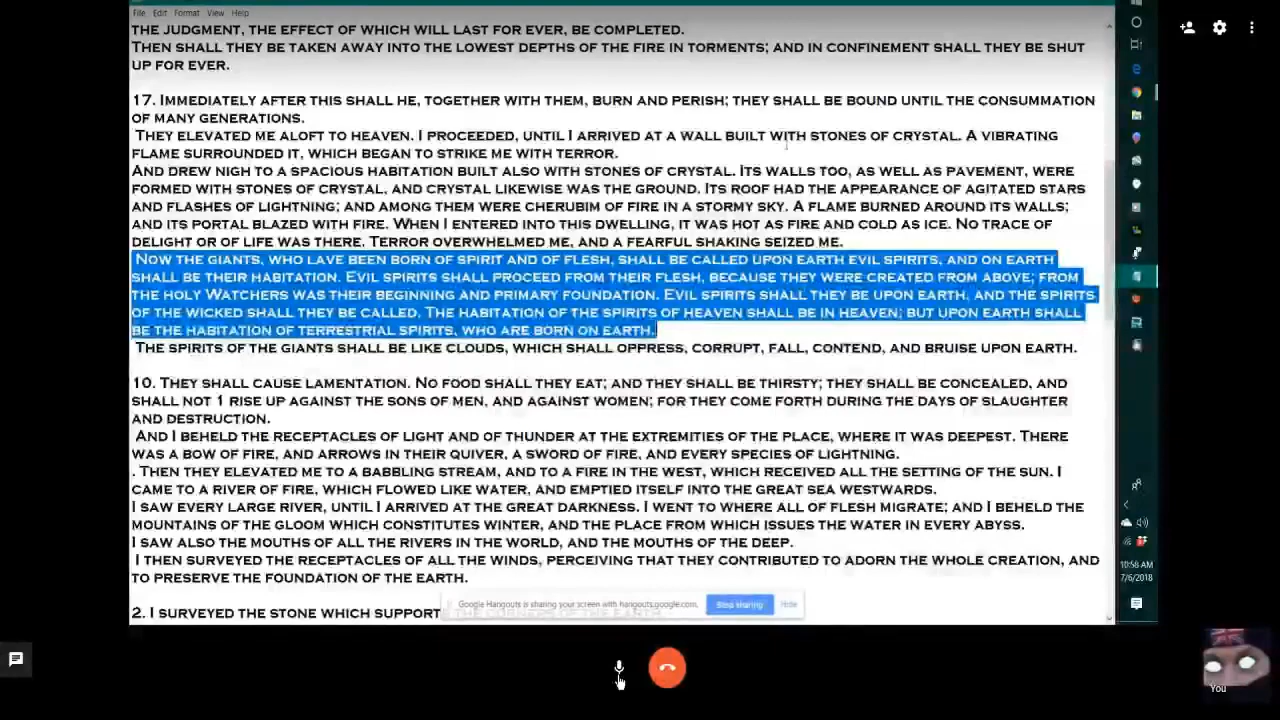 File Edit Format View Help
THE JUDGMENT, THE EFFECT OF WHICH WILL LAST FOR EVER, BE COMPLETED.
THEN SHALL THEY BE TAKEN AWAY INTO THE LOWEST DEPTHS OF THE FIRE IN TORMENTS; AND IN CONFINEMENT SHALL THEY BE SHUT
UP FOR EVER.
17. IMMEDIATELY AFTER THIS SHALL HE, TOGETHER WITH THEM, BURN AND PERISH; THEY SHALL BE BOUND UNTIL THE CONSUMMATION
OF MANY GENERATIONS.
THEY ELEVATED ME ALOFT TO HEAVEN. I PROCEEDED, UNTIL I ARRIVED AT A WALL BUILT WITH STONES OF CRYSTAL. A VIBRATING
FLAME SURROUNDED IT, WHICH BEGAN TO STRIKE ME WITH TERROR.
AND DREW NIGH TO A SPACIOUS HABITATION BUILT ALSO WITH STONES OF CRYSTAL. ITS WALLS TOO, AS WELL AS PAVEMENT, WERE
FORMED WITH STONES OF CRYSTAL, AND CRYSTAL LIKEWISE WAS THE GROUND. ITS ROOF HAD THE APPEARANCE OF AGITATED STARS
AND FLASHES OF LIGHTNING; AND AMONG THEM WERE CHERUBIM OF FIRE IN A STORMY SKY. A FLAME BURNED AROUND ITS WALLS;
AND ITS PORTAL BLAZED WITH FIRE. WHEN I ENTERED INTO THIS DWELLING, IT WAS HOT AS FIRE AND COLD AS ICE. NO TRACE OF
DELIGHT OR OF LIFE WAS THERE. TERROR OVERWHELMED ME, AND A FEARFUL SHAKING SEIZED ME.
NOW THE GIANTS, WHO LAVE BEEN BORN OF SPIRIT AND OF FLESH, SHALL BE CALLED UPON EARTH EVIL SPIRITS, AND ON EARTH
SHALL BE THEIR HABITATION. EVIL SPIRITS SHALL PROCEED FROM THEIR FLESH, BECAUSE THEY WERE CREATED FROM ABOVE; FROM
THE HOLY WATCHERS WAS THEIR BEGINNING AND PRIMARY FOUNDATION. EVIL SPIRITS SHALL THEY BE UPON EARTH, AND THE SPIRITS
OF THE WICKED SHALL THEY BE CALLED. THE HABITATION OF THE SPIRITS OF HEAVEN SHALL BE IN HEAVEN; BUT UPON EARTH SHALL
BE THE HABITATION OF TERRESTRIAL SPIRITS, WHO ARE BORN ON EARTH.
THE SPIRITS OF THE GIANTS SHALL BE LIKE CLOUDS, WHICH SHALL OPPRESS, CORRUPT, FALL, CONTEND, AND BRUISE UPON EARTH.
10. THEY SHALL CAUSE LAMENTATION. NO FOOD SHALL THEY EAT; AND THEY SHALL BE THIRSTY; THEY SHALL BE CONCEALED, AND
SHALL NOT 1 RISE UP AGAINST THE SONS OF MEN, AND AGAINST WOMEN; FOR THEY COME FORTH DURING THE DAYS OF SLAUGHTER
AND DESTRUCTION.
AND I BEHELD THE RECEPTACLES OF LIGHT AND OF THUNDER AT THE EXTREMITIES OF THE PLACE, WHERE IT WAS DEEPEST. THERE
WAS A BOW OF FIRE, AND ARROWS IN THEIR QUIVER, A SWORD OF FIRE, AND EVERY SPECIES OF LIGHTNING.
. THEN THEY ELEVATED ME TO A BABBLING STREAM, AND TO A FIRE IN THE WEST, WHICH RECEIVED ALL THE SETTING OF THE SUN. I
CAME TO A RIVER OF FIRE, WHICH FLOWED LIKE WATER, AND EMPTIED ITSELF INTO THE GREAT SEA WESTWARDS.
I SAW EVERY LARGE RIVER, UNTIL I ARRIVED AT THE GREAT DARKNESS. I WENT TO WHERE ALL OF FLESH MIGRATE; AND I BEHELD THE
MOUNTAINS OF THE GLOOM WHICH CONSTITUTES WINTER, AND THE PLACE FROM WHICH ISSUES THE WATER IN EVERY ABYSS.
I SAW ALSO THE MOUTHS OF ALL THE RIVERS IN THE WORLD, AND THE MOUTHS OF THE DEEP.
I THEN SURVEYED THE RECEPTACLES OF ALL THE WINDS, PERCEIVING THAT THEY CONTRIBUTED TO ADORN THE WHOLE CREATION, AND
TO PRESERVE THE FOUNDATION OF THE EARTH.
2. I SURVEYED THE STONE WHICH SUPPORTS THE CORNERS OF THE EARTH.
Google Hangouts is sharing your screen with hangouts.google.com. Stop sharing Hide
10:56 AM
7/6/2018
You